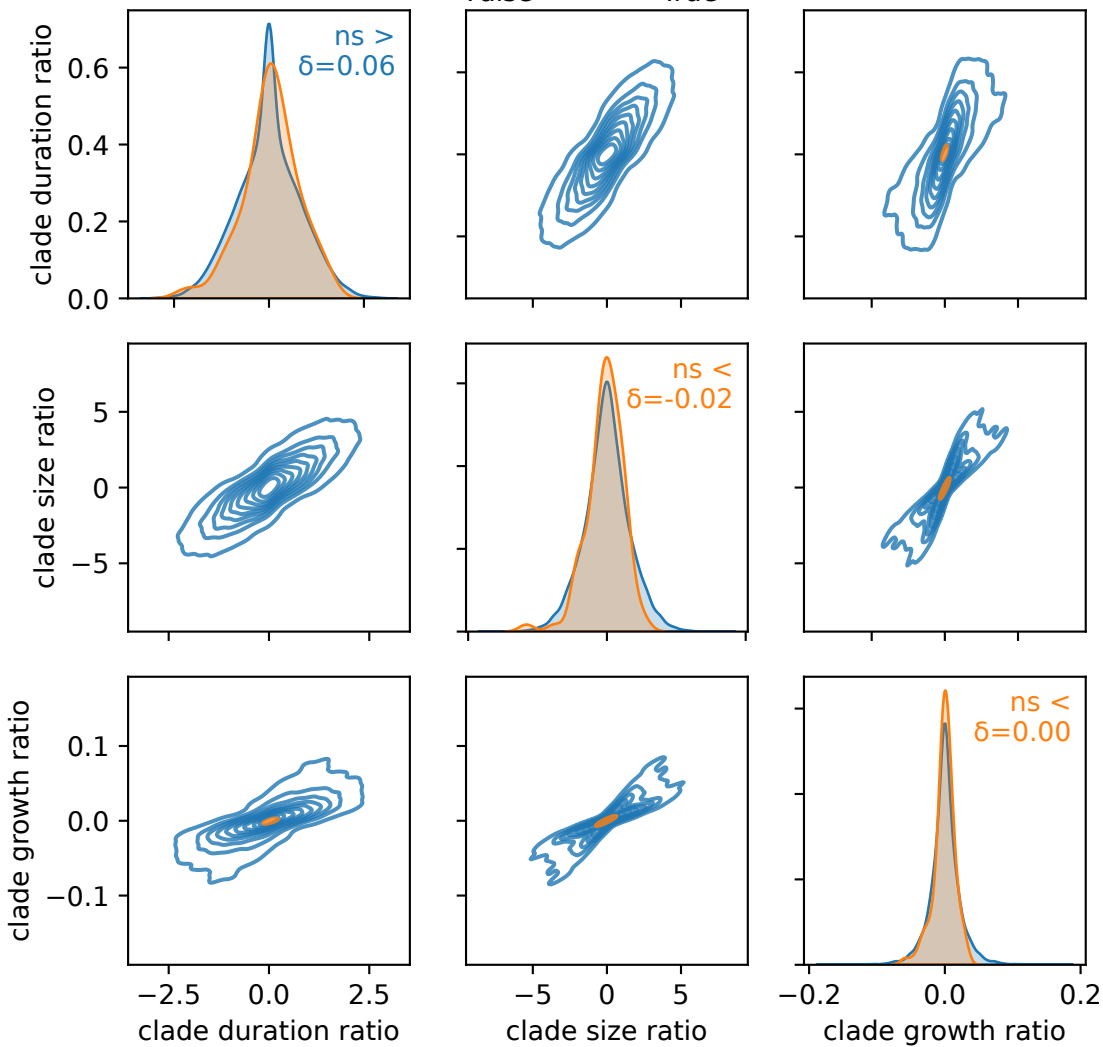 clade duration ratio
0.6
0.4
0.2
0.0
ns >
δ=0.06
−5
0
5
clade size ratio
5
0
−5
ns <
δ=-0.02
clade growth ratio
0.1
0.0
−0.1
ns <
δ=0.00
−2.5
0.0
2.5
−5
0
5
−0.2
0.0
0.2
clade duration ratio
clade size ratio
clade growth ratio